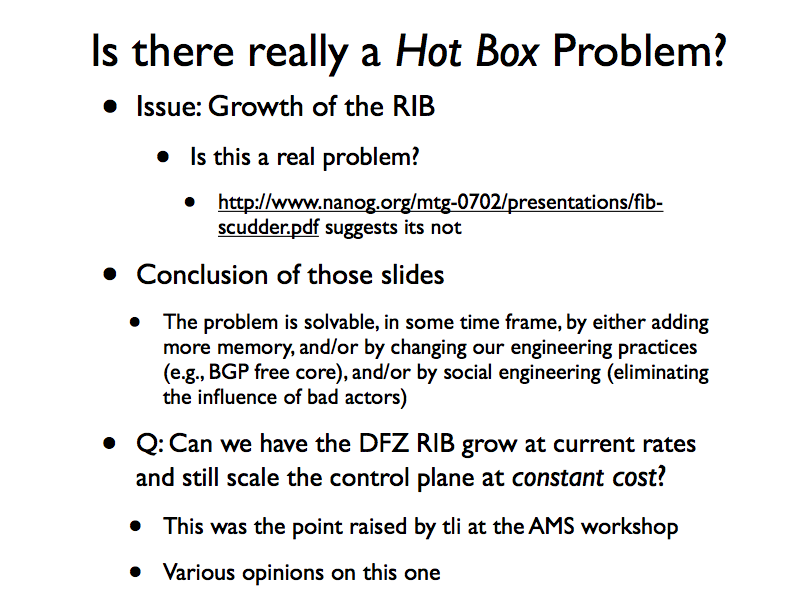 Is there really a Hot Box Problem?
• Issue: Growth of the RIB
• Is this a real problem?
• http://www.nanog.org/mtg-0702/presentations/fib-
scudder.pdf suggests its not
• Conclusion of those slides
• The problem is solvable, in some time frame, by either adding
more memory, and/or by changing our engineering practices
(e.g., BGP free core), and/or by social engineering (eliminating
the influence of bad actors)
• Q: Can we have the DFZ RIB grow at current rates
and still scale the control plane at constant cost?
• This was the point raised by tli at the AMS workshop
• Various opinions on this one